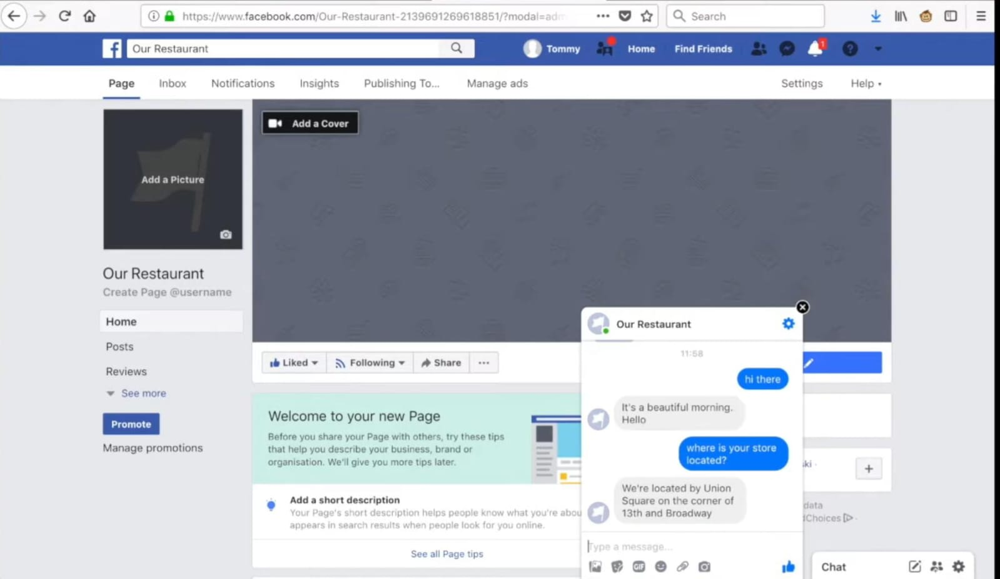 https://www.facebook.com/Our-Restaurant-2139691269618851/?modal=adm
Search
Our Restaurant
Tommy
Home
Find Friends
1
Page
Inbox
Notifications
Insights
Publishing To...
Manage ads
Settings
Help
Add a Cover
Add a Picture
Our Restaurant
Create Page @username
Home
Posts
Reviews
See more
Promote
Manage promotions
Liked
Following
Share
Welcome to your new Page
Before you share your Page with others, try these tips
that help you describe your business, brand or
organisation. We'll give you more tips later.
Add a short description
Your Page's short description helps people know what you're abou
appears in search results when people look for you online.
See all Page tips
Our Restaurant
11:58
hi there
It's a beautiful morning.
Hello
where is your store
located?
We're located by Union
Square on the corner of
13th and Broadway
Type a message...
GIF
ki ·
data
dChoices
Chat